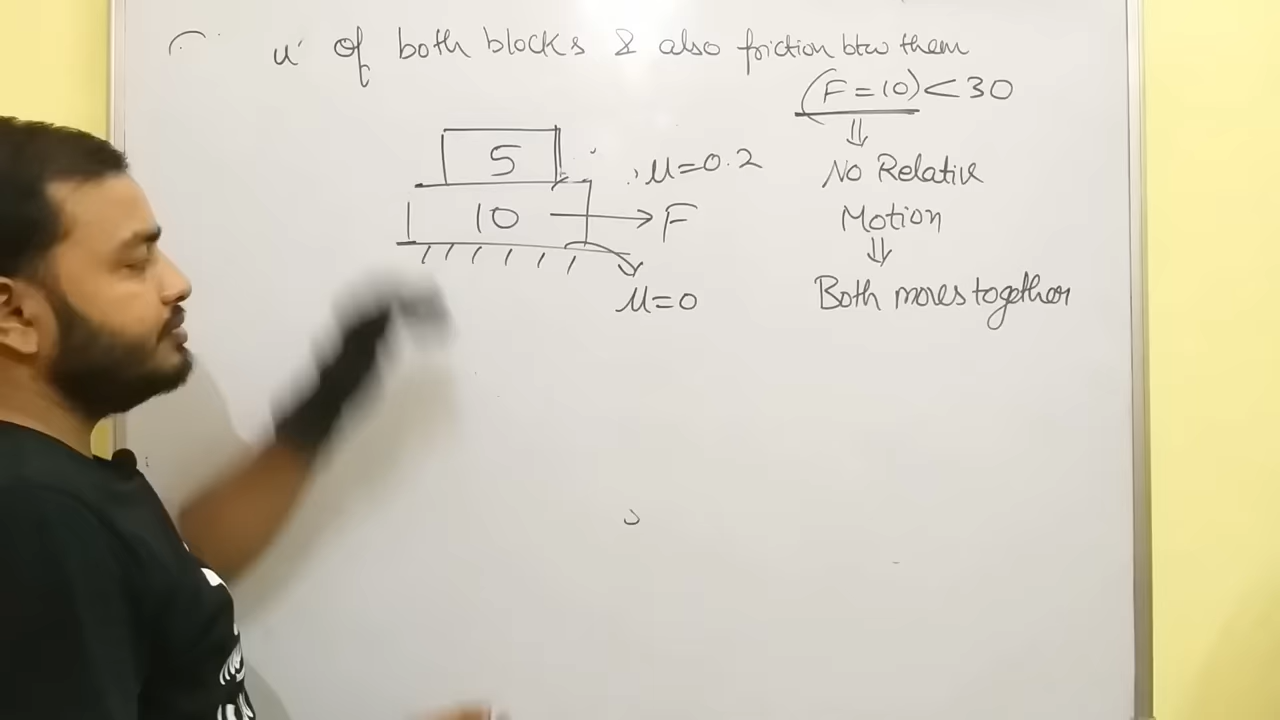 of both blocks & also friction btw them
(F=10)<30
⇓
No Relative
Motion
⇓
Both moves together
5
μ=0.2
10
F
μ=0